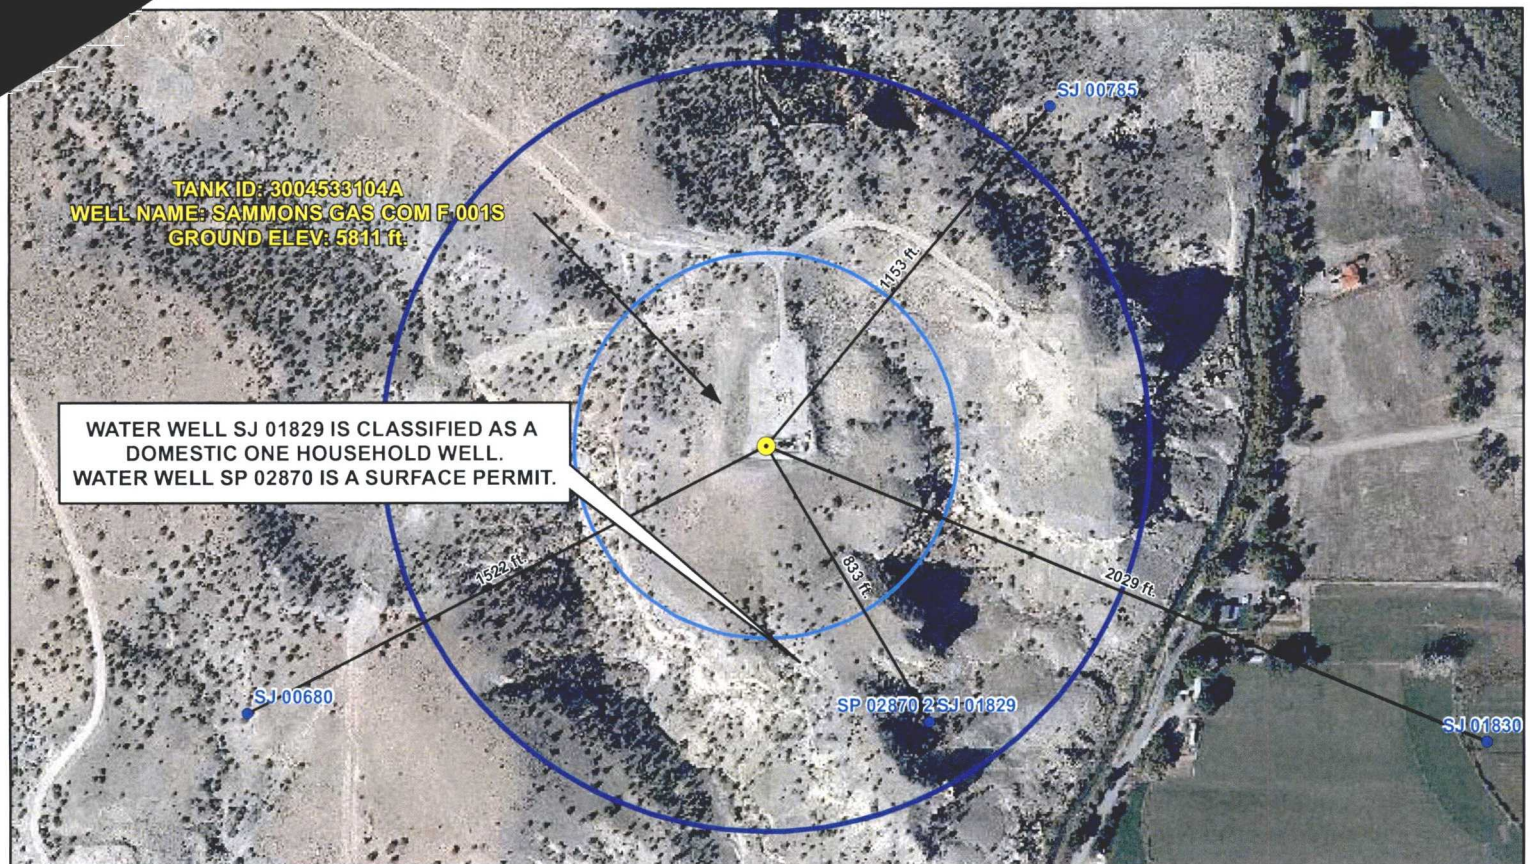 SJ 00785
TANK ID: 3004533104A
WELL NAME: SAMMONS GAS COM F 001S
GROUND ELEV: 5811 ft.
1153 ft.
WATER WELL SJ 01829 IS CLASSIFIED AS A
DOMESTIC ONE HOUSEHOLD WELL.
WATER WELL SP 02870 IS A SURFACE PERMIT.
1522 ft.
833 ft.
2029 ft.
SJ 00680
SP 02870 2 SJ 01829
SJ 01830